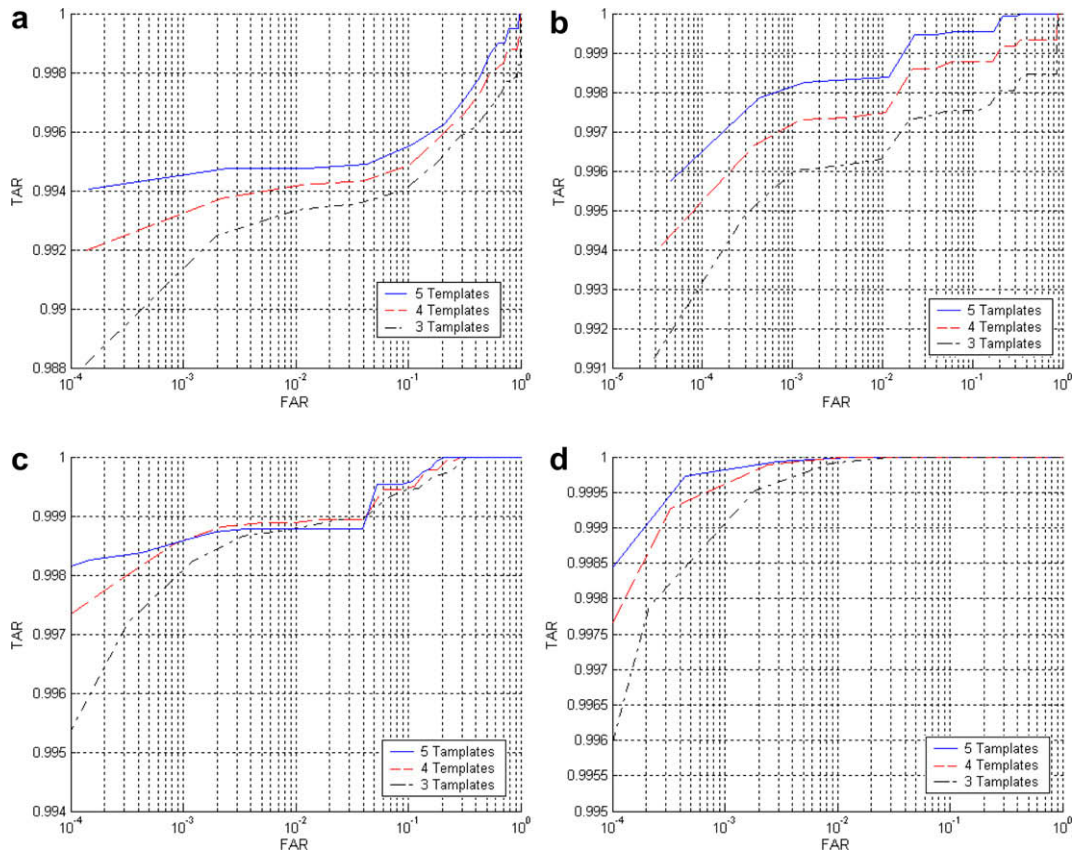 a
1
0.998
0.996
0.994
0.992
0.99
0.988
TAR
10^-4
10^-3
10^-2
10^-1
10^0
FAR
5 Templates
4 Templates
3 Tamplates
b
1
0.999
0.998
0.997
0.996
0.995
0.994
0.993
0.992
0.991
TAR
10^-5
10^-4
10^-3
10^-2
10^-1
10^0
FAR
5 Templates
4 Templates
3 Tamplates
c
1
0.999
0.998
0.997
0.996
0.995
0.994
TAR
10^-4
10^-3
10^-2
10^-1
10^0
FAR
5 Tamplates
4 Templates
3 Tamplates
d
1
0.9995
0.999
0.9985
0.998
0.9975
0.997
0.9965
0.996
0.9955
0.995
TAR
10^-4
10^-3
10^-2
10^-1
10^0
FAR
5 Tamplates
4 Templates
3 Tamplates